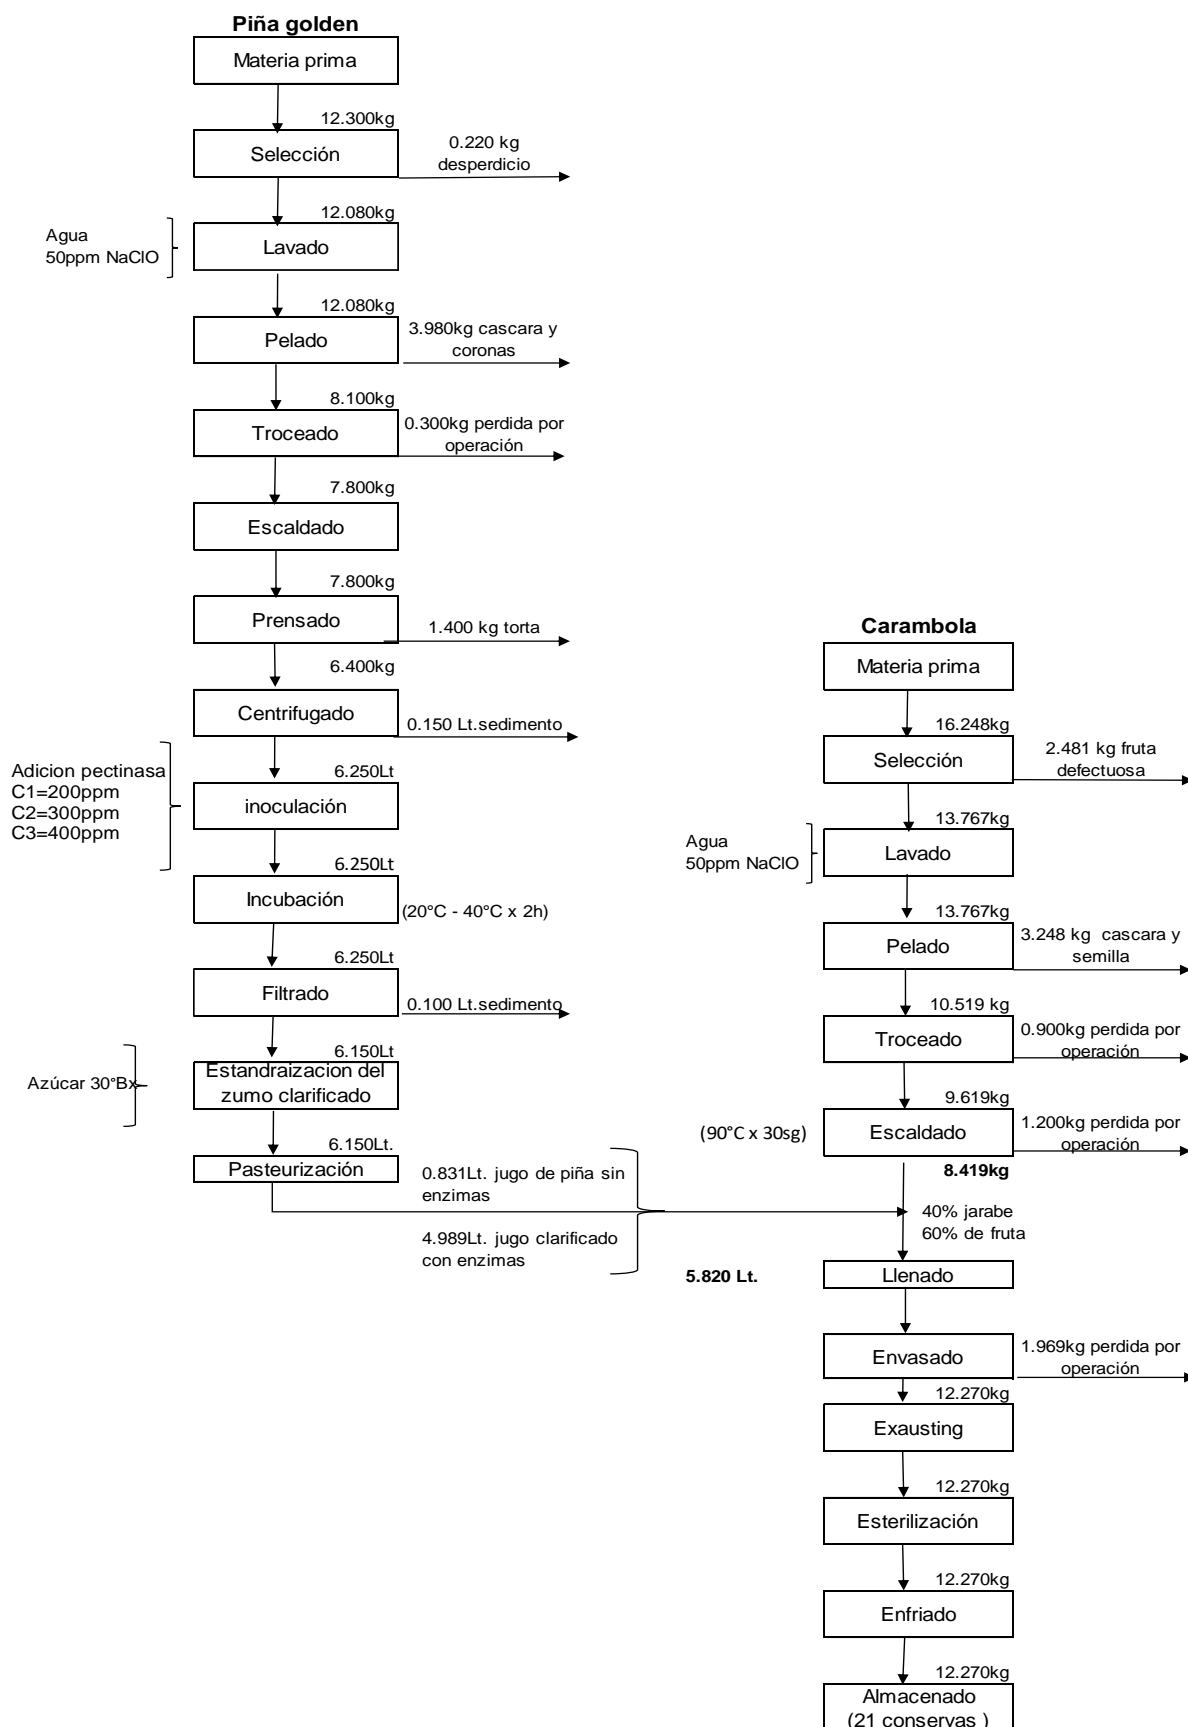 Piña golden
Materia prima
12.300kg
Selección
0.220 kg
desperdicio
12.080kg
Agua
50ppm NaClO
Lavado
12.080kg
Pelado
3.980kg cascara y
coronas
8.100kg
Troceado
0.300kg perdida por
operación
7.800kg
Escaldado
7.800kg
Prensado
1.400 kg torta
6.400kg
Centrifugado
0.150 Lt.sedimento
Adicion pectinasa
C1=200ppm
C2=300ppm
C3=400ppm
6.250Lt
inoculación
6.250Lt
Incubación
(20°C - 40°C x 2h)
6.250Lt
Filtrado
0.100 Lt.sedimento
6.150Lt
Azúcar 30°Bx
Estandraizacion del
zumo clarificado
6.150Lt.
Pasteurización
0.831Lt. jugo de piña sin
enzimas
4.989Lt. jugo clarificado
con enzimas
5.820 Lt.
Carambola
Materia prima
16.248kg
Selección
2.481 kg fruta
defectuosa
13.767kg
Agua
50ppm NaClO
Lavado
13.767kg
Pelado
3.248 kg cascara y
semilla
10.519 kg
Troceado
0.900kg perdida por
operación
9.619kg
(90°C x 30sg)
Escaldado
1.200kg perdida por
operación
8.419kg
40% jarabe
60% de fruta
Llenado
Envasado
1.969kg perdida por
operación
12.270kg
Exausting
12.270kg
Esterilización
12.270kg
Enfriado
12.270kg
Almacenado
(21 conservas )